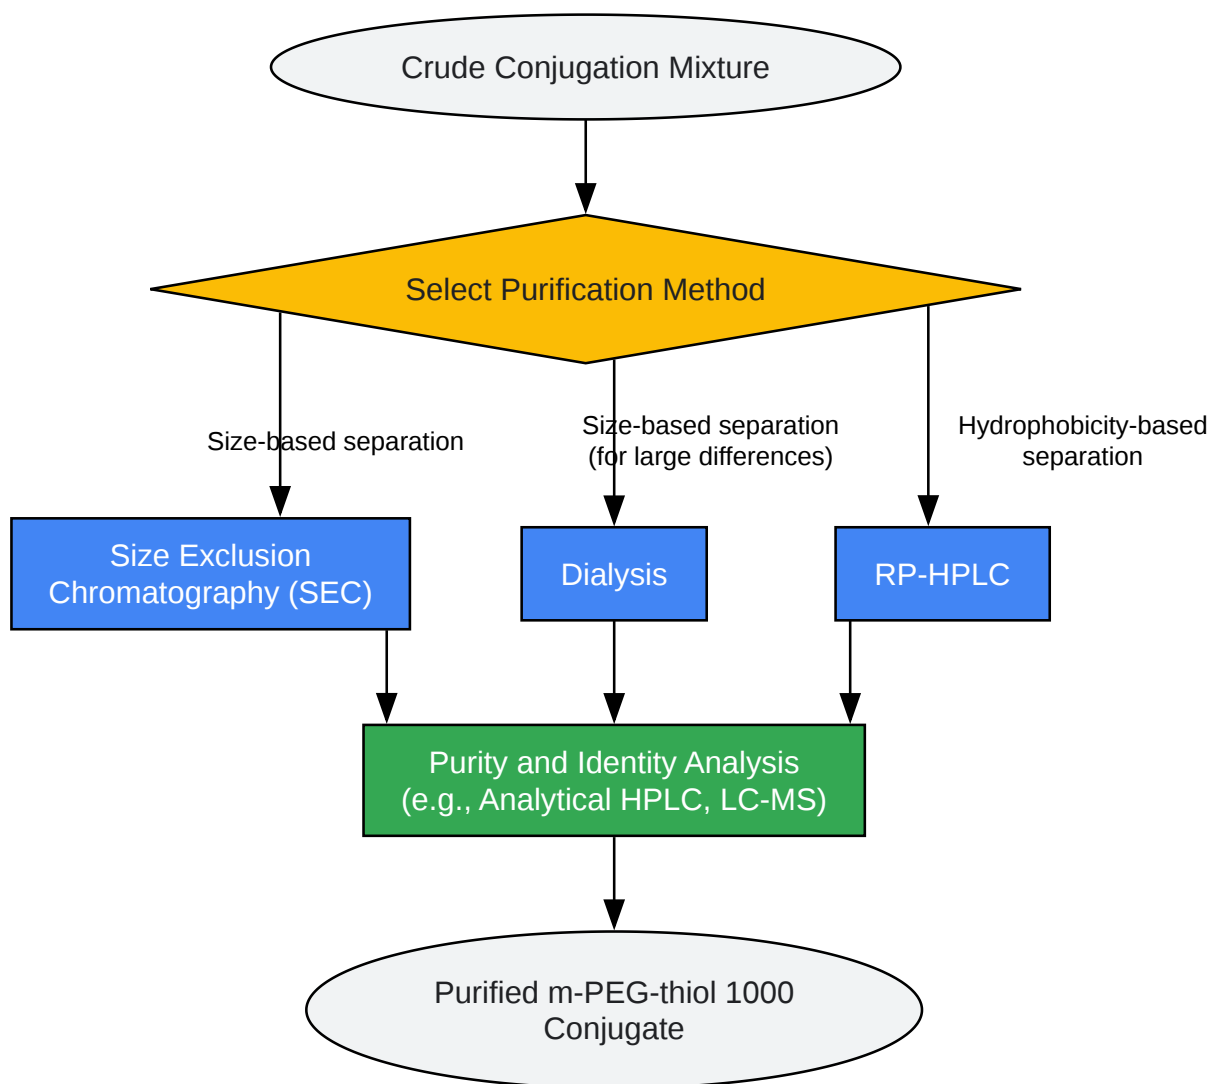 Crude Conjugation Mixture
Select Purification Method
Size-based separation
Size-based separation
(for large differences)
Hydrophobicity-based
separation
Size Exclusion
Chromatography (SEC)
Dialysis
RP-HPLC
Purity and Identity Analysis
(e.g., Analytical HPLC, LC-MS)
Purified m-PEG-thiol 1000
Conjugate